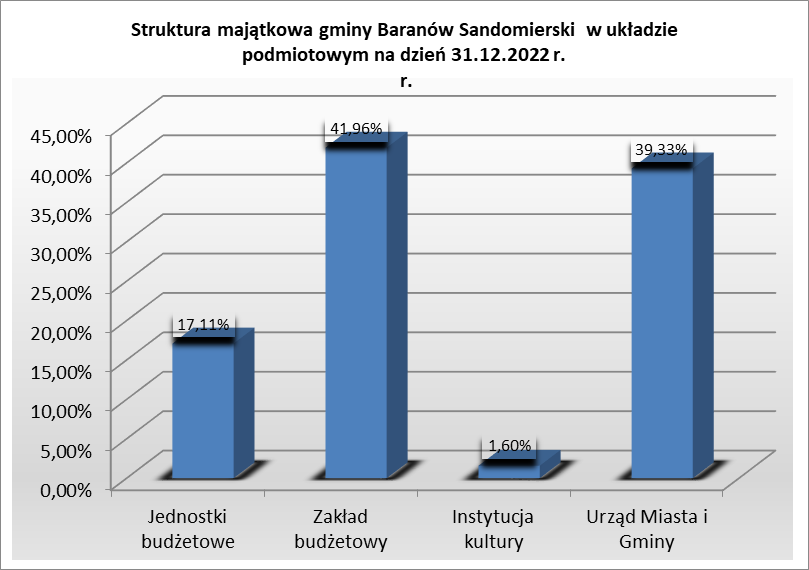 Struktura majątkowa gminy Baranów Sandomierski w układzie
podmiotowym na dzień 31.12.2022 r.
r.
45,00%
40,00%
35,00%
30,00%
25,00%
20,00%
15,00%
10,00%
5,00%
0,00%
17,11%
41,96%
1,60%
39,33%
Jednostki
budżetowe
Zakład
budżetowy
Instytucja
kultury
Urząd Miasta i
Gminy